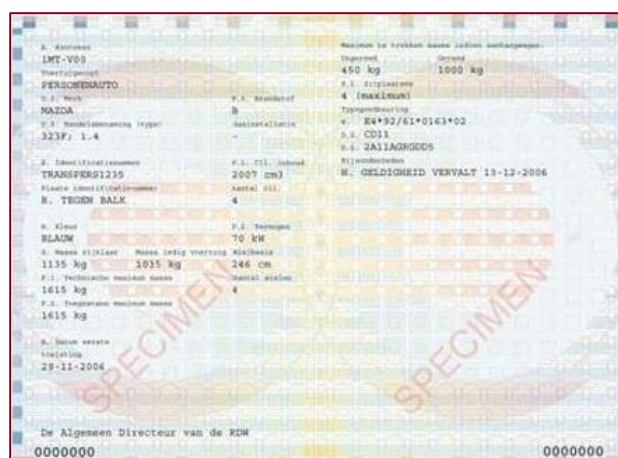 A. Kenteken
1MT-V00
Voertuigsoort
PERSONENAUTO
D.1. Merk
P.3. Brandstof
MAZDA
B
D.3. Handelsbenaming (type)
Gasinstallatie
323F; 1.4
-
E. Identificatienummer
P.1. Cil. inhoud
TRANSPERS1235
2007 cm3
Plaats identificatienummer
Aantal cil.
R. TEGEN BALK
4
R. Kleur
P.2. Vermogen
BLAUW
70 kW
G. Massa rijklaar
Massa ledig voertuig
Wielbasis
1135 kg
1035 kg
246 cm
F.1. Technische maximum massa
Aantal wielen
1615 kg
4
F.2. Toegestane maximum massa
1615 kg
B. Datum eerste
toelating
29-11-2006
De Algemeen Directeur van de RDW
0000000
Maximum te trekken massa indien aanhangwagen:
Ongeremd
Geremd
450 kg
1000 kg
S.1. Zitplaatsen
4 (maximum)
Typegoedkeuring
K. E4*92/61*0163*02
D.2. CD11
D.2. 2A11AGRGDD5
Bijzonderheden
H. GELDIGHEID VERVALT 13-12-2006
SPECIMEN
SPECIMEN
0000000